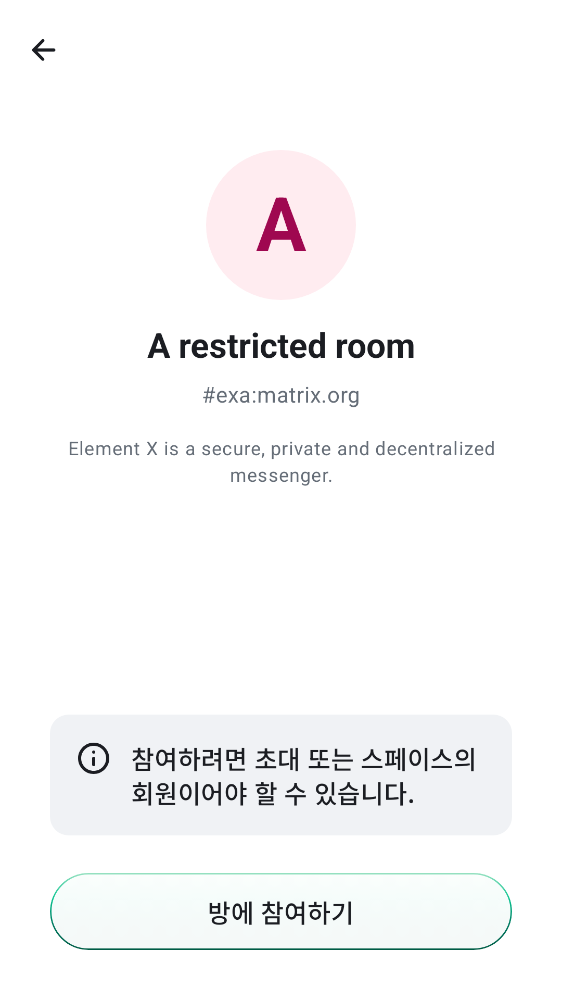 A
A restricted room
#exa:matrix.org
Element X is a secure, private and decentralized
messenger.
참여하려면 초대 또는 스페이스의
회원이어야 할 수 있습니다.
방에 참여하기